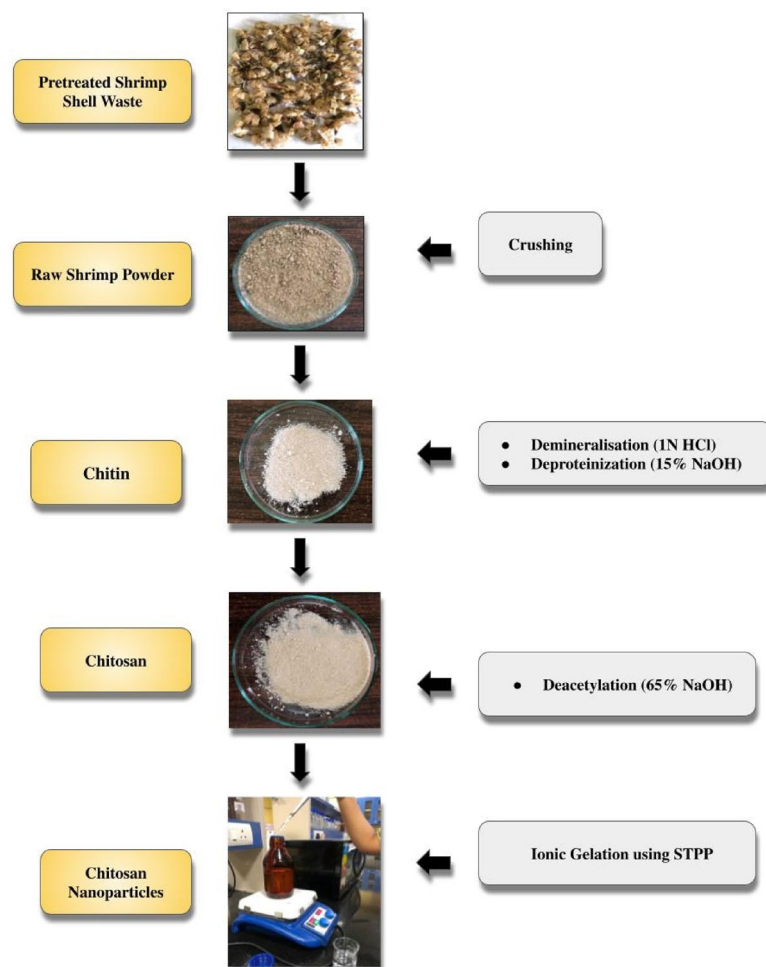 Pretreated Shrimp
Shell Waste
Raw Shrimp Powder
Crushing
Chitin
● Demineralisation (1N HCl)
● Deproteinization (15% NaOH)
Chitosan
● Deacetylation (65% NaOH)
Chitosan
Nanoparticles
Ionic Gelation using STPP